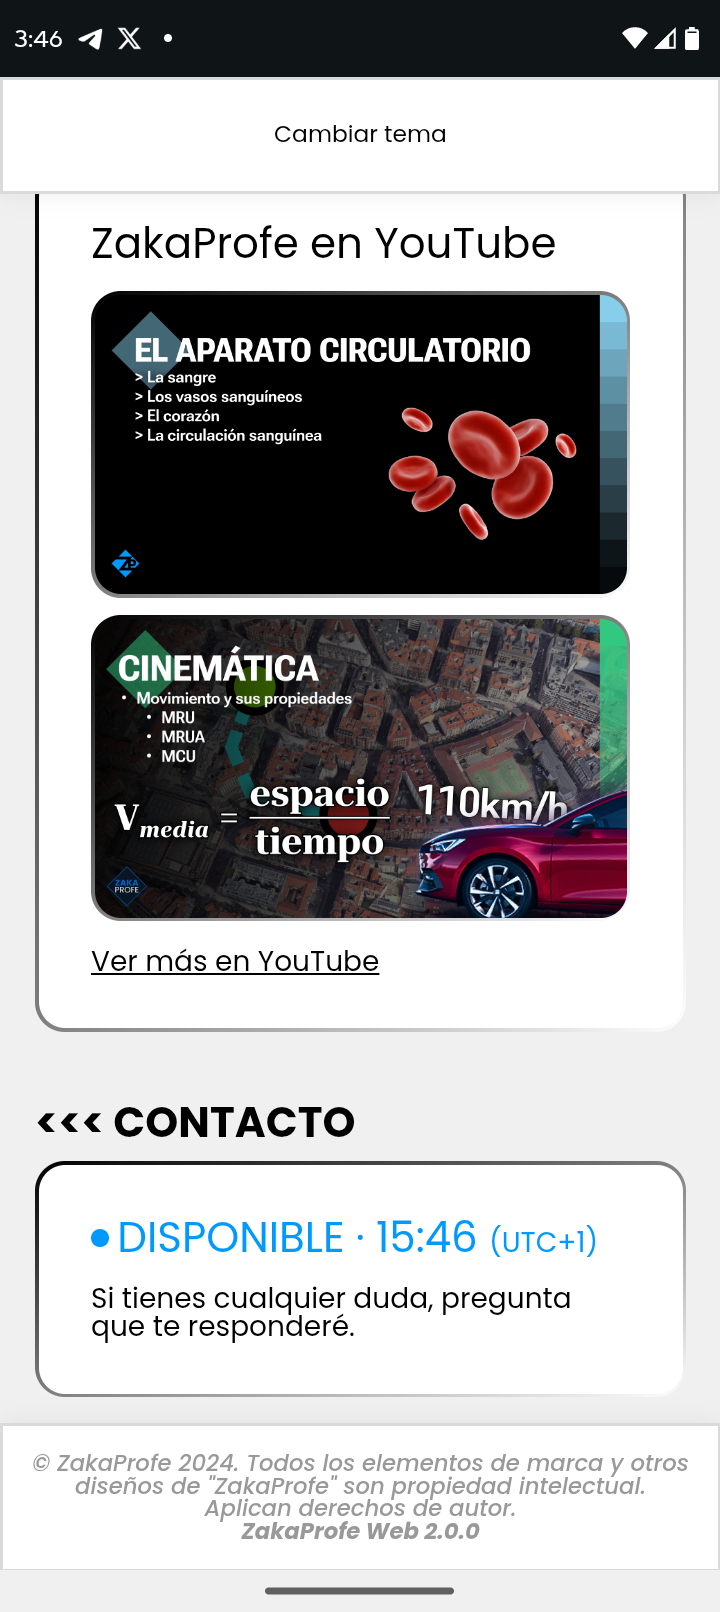 3:46
Cambiar tema
ZakaProfe en YouTube
EL APARATO CIRCULATORIO
> La sangre
> Los vasos sanguíneos
> El corazón
> La circulación sanguínea
ZP
CINEMÁTICA
• Movimiento y sus propiedades
• MRU
• MRUA
• MCU
Vmedia = espacio
tiempo
110km/h
ZAKA
PROFE
Ver más en YouTube
<<< CONTACTO
DISPONIBLE · 15:46 (UTC+1)
Si tienes cualquier duda, pregunta
que te responderé.
© ZakaProfe 2024. Todos los elementos de marca y otros
diseños de "ZakaProfe" son propiedad intelectual.
Aplican derechos de autor.
ZakaProfe Web 2.0.0